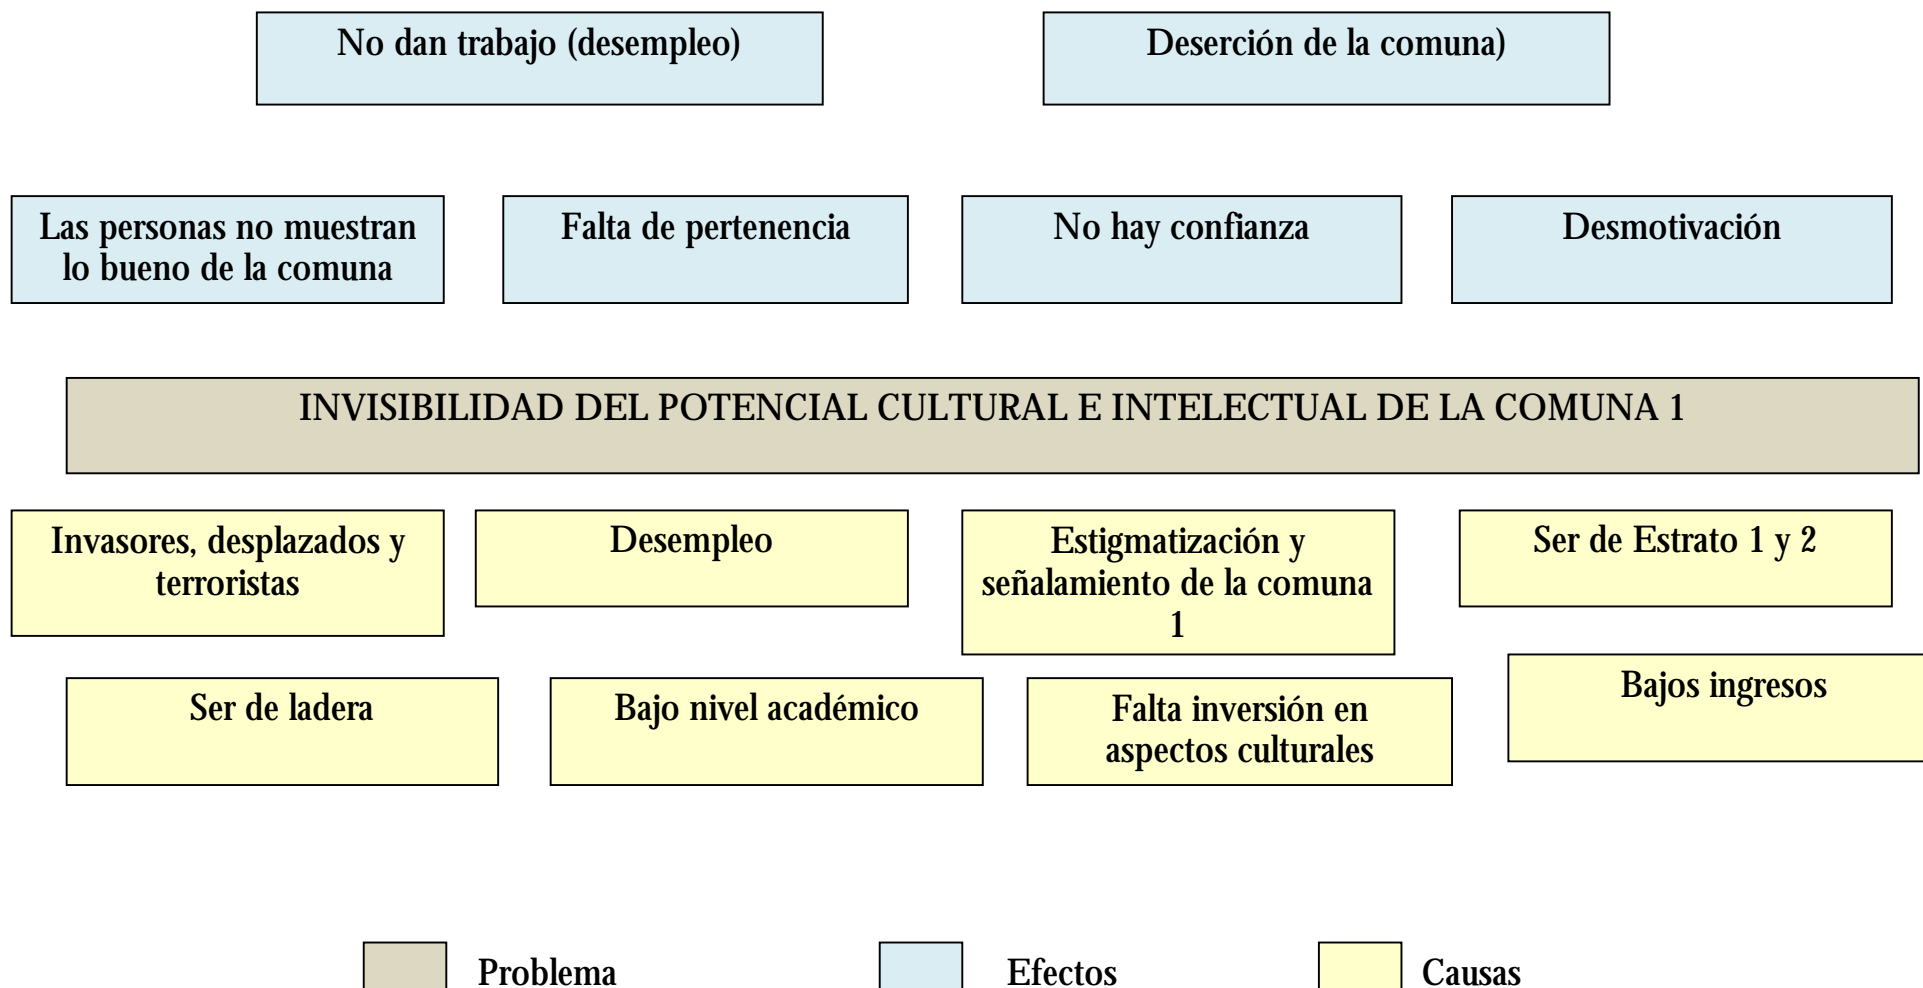 No dan trabajo (desempleo)
Deserción de la comuna)
Las personas no muestran
lo bueno de la comuna
Falta de pertenencia
No hay confianza
Desmotivación
INVISIBILIDAD DEL POTENCIAL CULTURAL E INTELECTUAL DE LA COMUNA 1
Invasores, desplazados y
terroristas
Desempleo
Estigmatización y
señalamiento de la comuna
1
Ser de Estrato 1 y 2
Ser de ladera
Bajo nivel académico
Falta inversión en
aspectos culturales
Bajos ingresos
Problema
Efectos
Causas